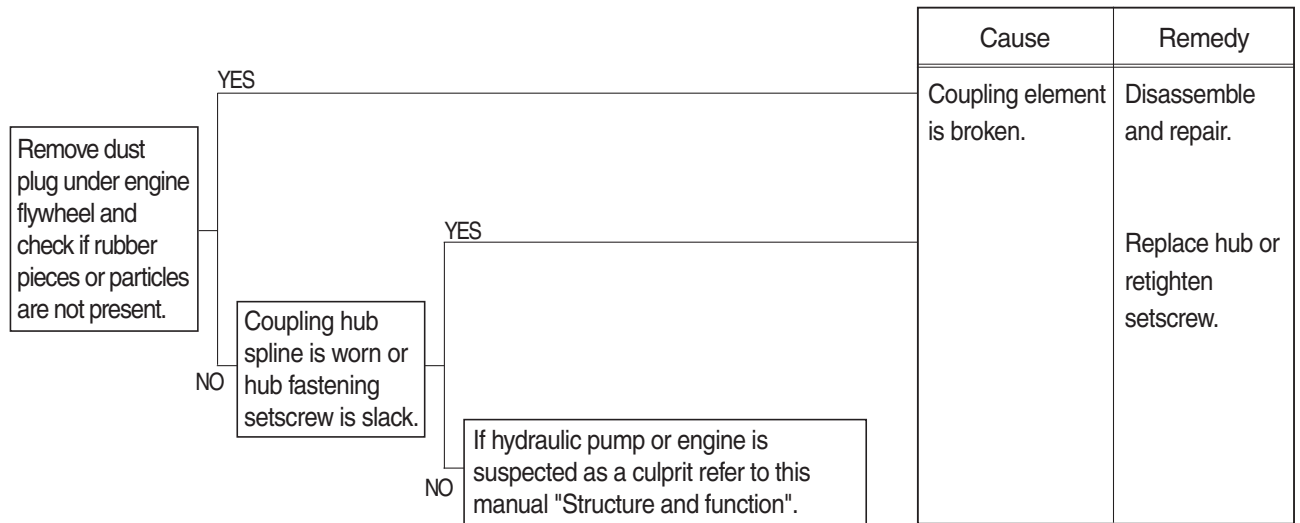 Cause
Remedy
YES
Coupling element
is broken.
Disassemble
and repair.
Remove dust
plug under engine
flywheel and
check if rubber
pieces or particles
are not present.
YES
Replace hub or
retighten
setscrew.
NO
Coupling hub
spline is worn or
hub fastening
setscrew is slack.
NO
If hydraulic pump or engine is
suspected as a culprit refer to this
manual "Structure and function".